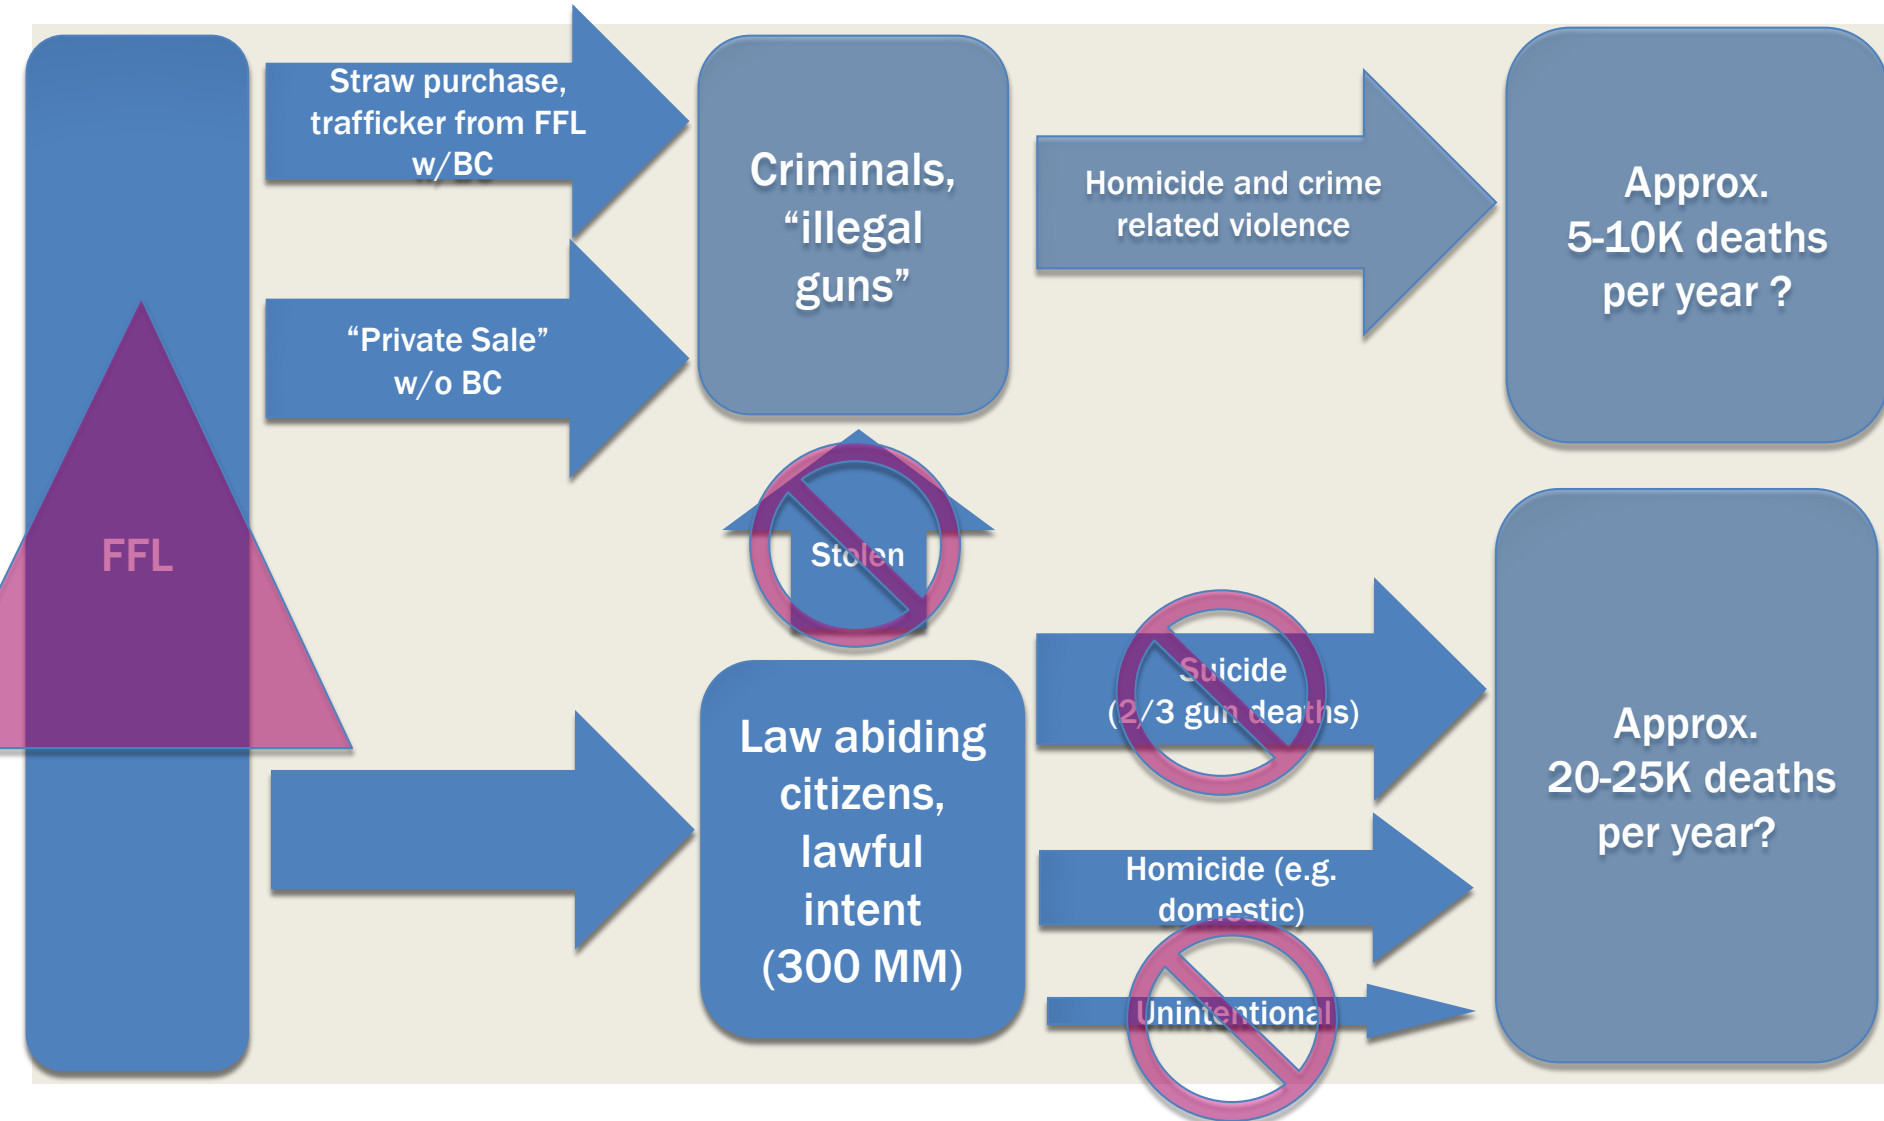 FFL
Straw purchase,
trafficker from FFL
w/BC
“Private Sale”
w/o BC
Criminals,
“illegal
guns”
Homicide and crime
related violence
Approx.
5-10K deaths
per year ?
Stolen
Law abiding
citizens,
lawful
intent
(300 MM)
Suicide
(2/3 gun deaths)
Homicide (e.g.
domestic)
Unintentional
Approx.
20-25K deaths
per year?